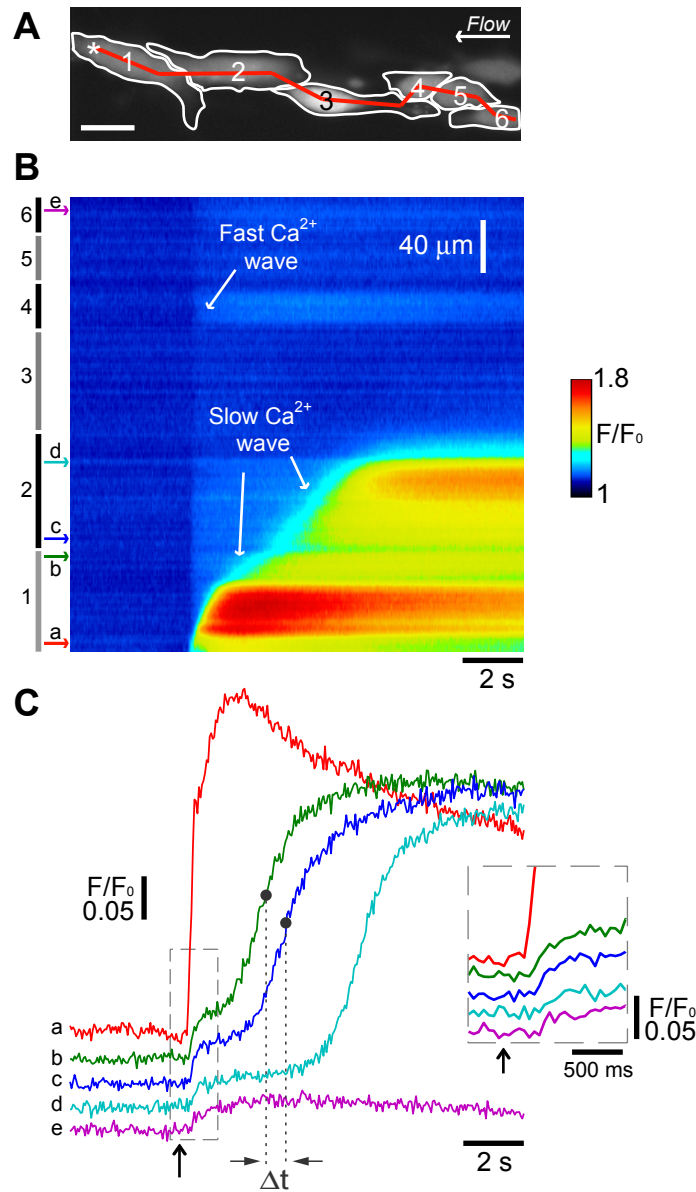 A
Flow
* 1 2 3 4 5 6
B
6 e
5
4
3
d
2
c
b
1
a
Fast Ca²⁺
wave
40 μm
Slow Ca²⁺
wave
1.8
F/F₀
1
2 s
C
F/F₀
0.05
a
b
c
d
e
Δt
F/F₀
0.05
500 ms
2 s